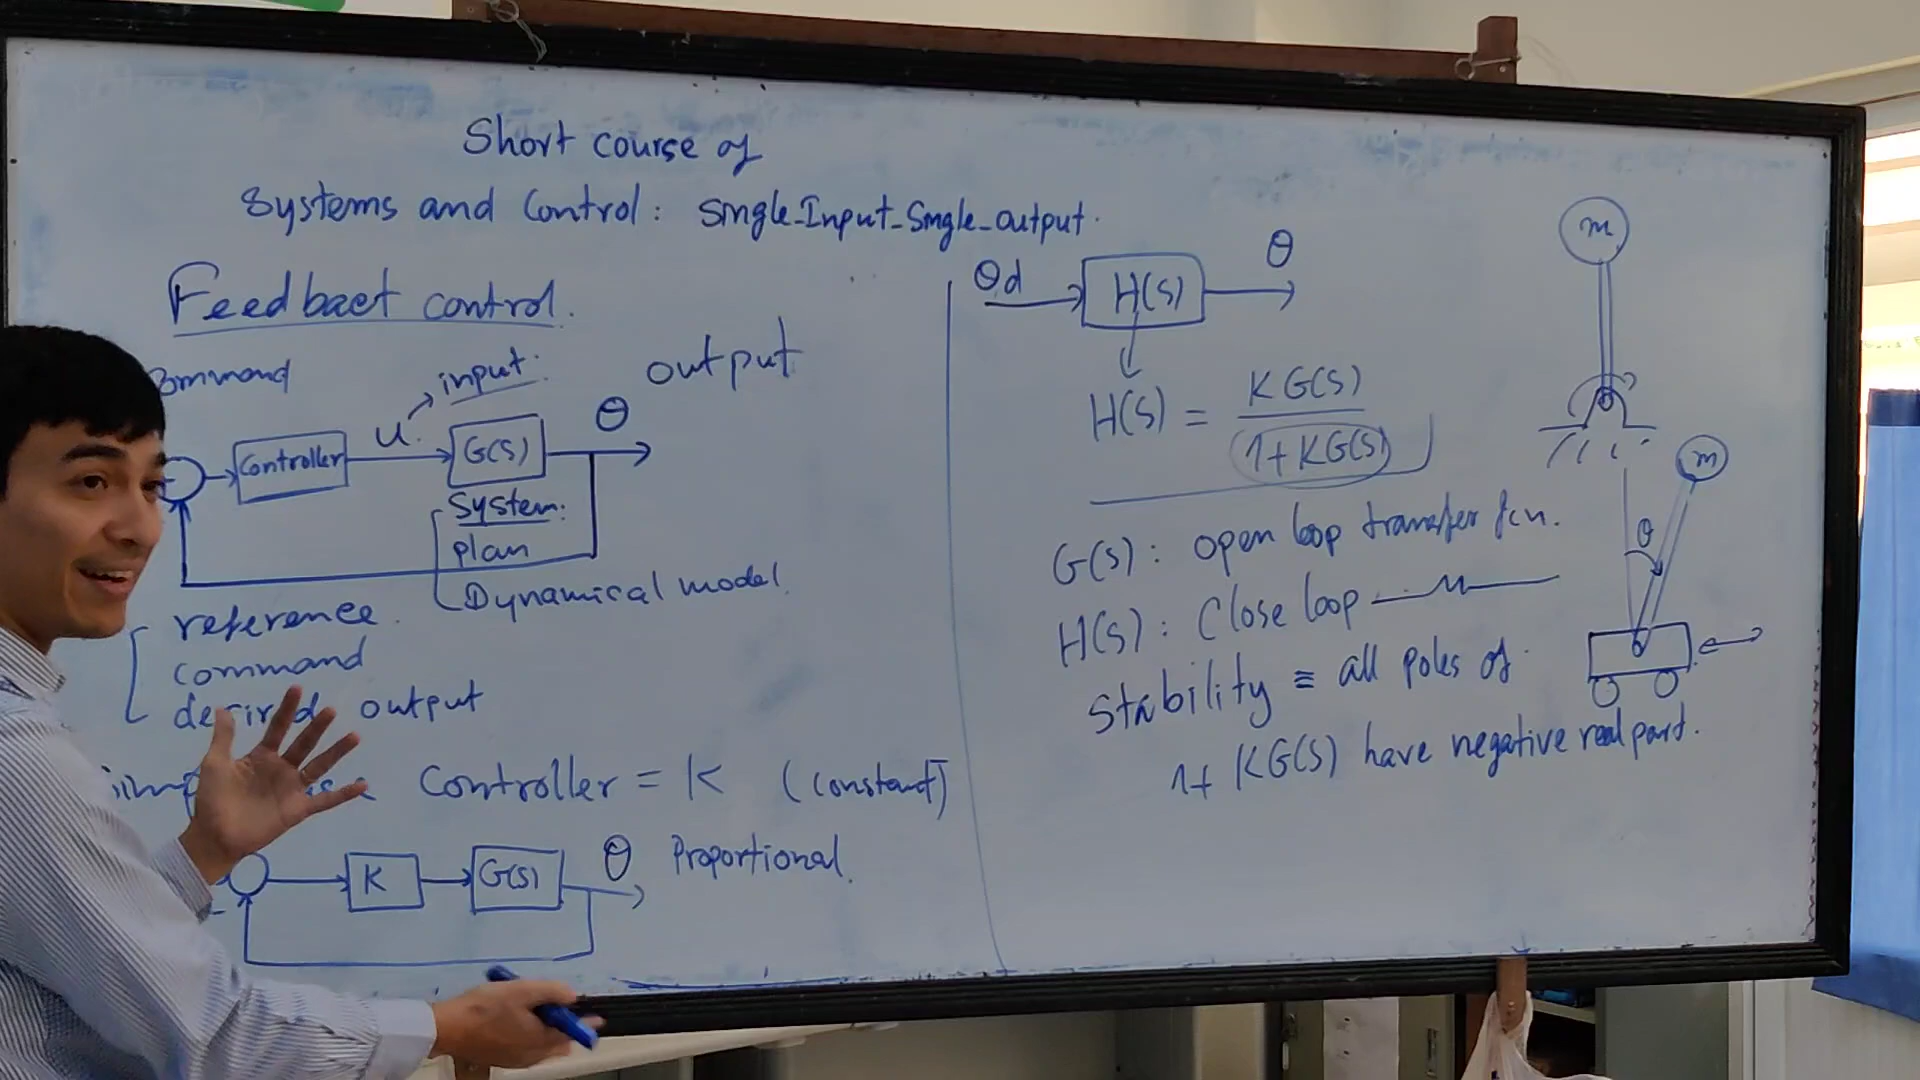 Short course of
Systems and Control: Single-Input-Single-output.
Feedbaet control.
input.
output
u.
θ
Controller
G(s)
System:
plan
Dynamical model.
reference.
command
desired output
Controller = K (constant)
K
G(s)
θ
Proportional.
θd
H(s)
θ
H(s) = KG(s)
1+KG(s)
G(s): open loop transfer fcn.
H(s): Close loop
Stability ≡ all poles of
1+ KG(s) have negative real part.
m
m
θ